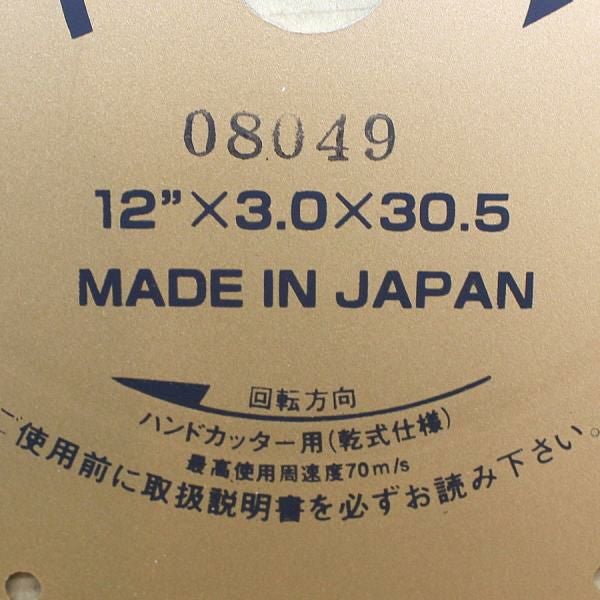 08049
12”×3.0×30.5
MADE IN JAPAN
回転方向
ハンドカッター用(乾式仕様)
最高使用周速度70m/s
ご使用前に取扱説明書を必ずお読み下さい。